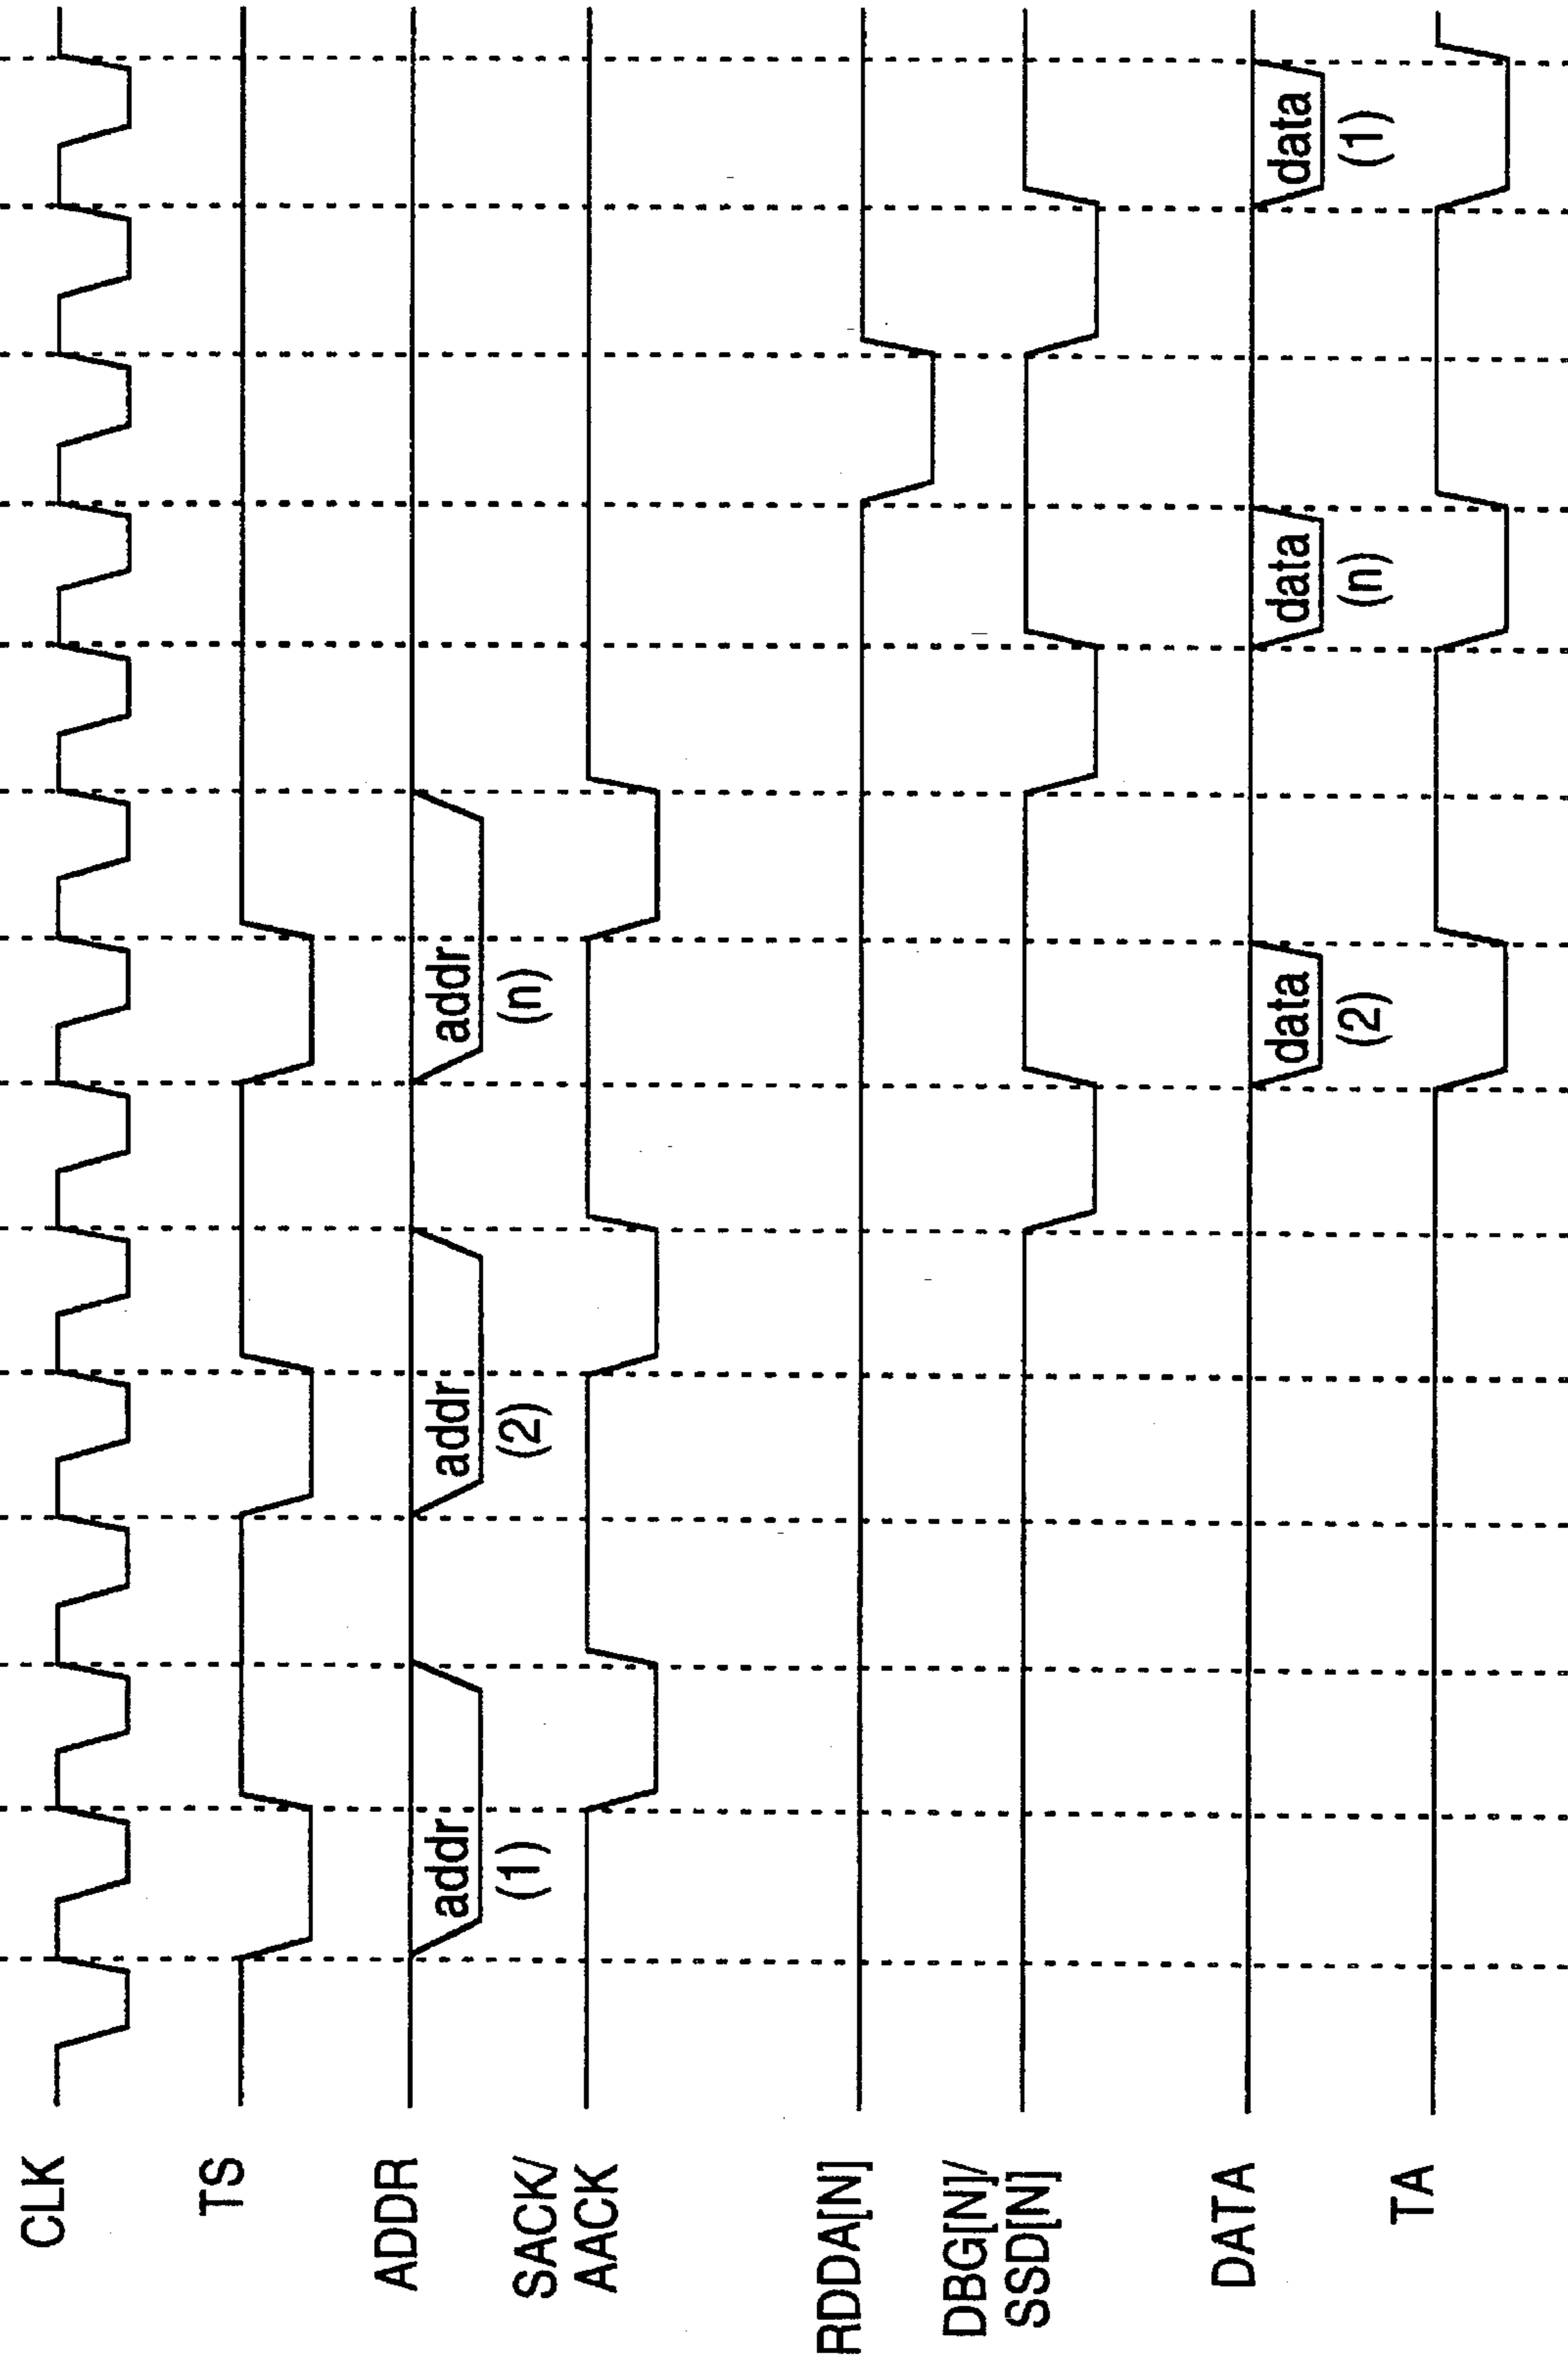 CLK
TS
ADDR
addr
(1)
addr
(2)
addr
(n)
SACK/
AACK
RDDA[N]
DBG[N]/
SSD[N]
DATA
data
(2)
data
(n)
data
(1)
TA